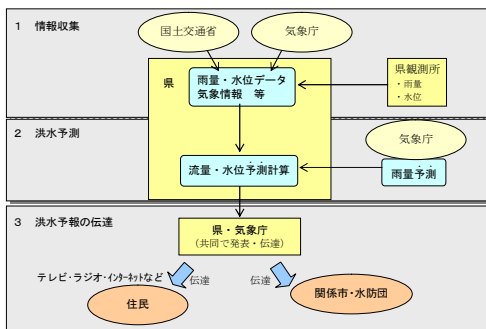 1 情報収集
国土交通省
気象庁
県
雨量・水位データ
気象情報 等
県観測所
・雨量
・水位
2 洪水予測
気象庁
流量・水位予測計算
雨量予測
3 洪水予報の伝達
県・気象庁
(共同で発表・伝達)
テレビ・ラジオ・インターネットなど
伝達
伝達
住民
関係市・水防団